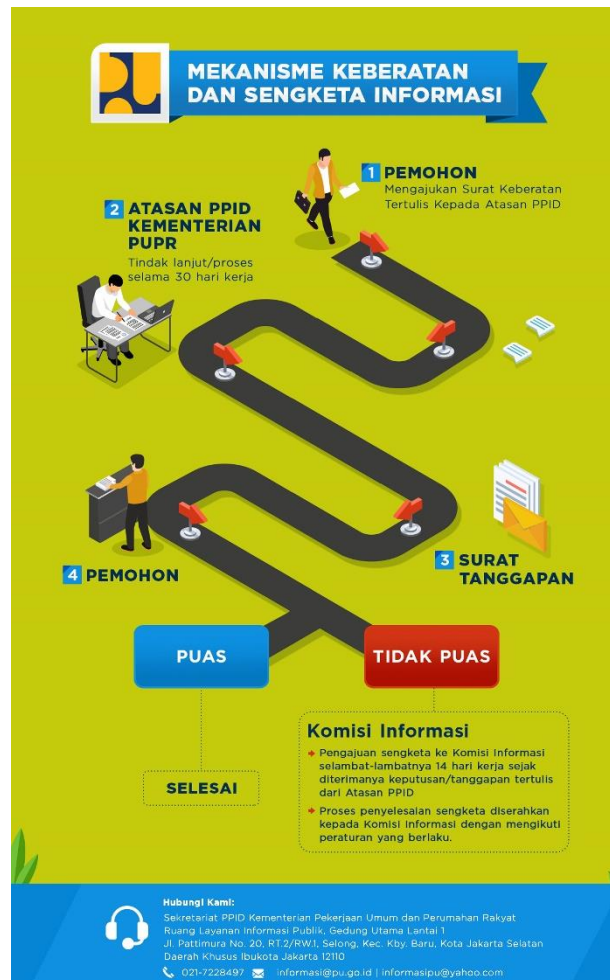 MEKANISME KEBERATAN
DAN SENGKETA INFORMASI
1 PEMOHON
Mengajukan Surat Keberatan
Tertulis Kepada Atasan PPID
2 ATASAN PPID
KEMENTERIAN
PUPR
Tindak lanjut/proses
selama 30 hari kerja
3 SURAT
TANGGAPAN
4 PEMOHON
PUAS
TIDAK PUAS
SELESAI
Komisi Informasi
Pengajuan sengketa ke Komisi Informasi
selambat-lambatnya 14 hari kerja sejak
diterimanya keputusan/tanggapan tertulis
dari Atasan PPID
Proses penyelesaian sengketa diserahkan
kepada Komisi Informasi dengan mengikuti
peraturan yang berlaku.
Hubungi Kami:
Sekretariat PPID Kementerian Pekerjaan Umum dan Perumahan Rakyat
Ruang Layanan Informasi Publik, Gedung Utama Lantai 1
Jl. Pattimura No. 20, RT.2/RW.1, Selong, Kec. Kby. Baru, Kota Jakarta Selatan
Daerah Khusus Ibukota Jakarta 12110
021-7228497 informasi@pu.go.id | informasipu@yahoo.com